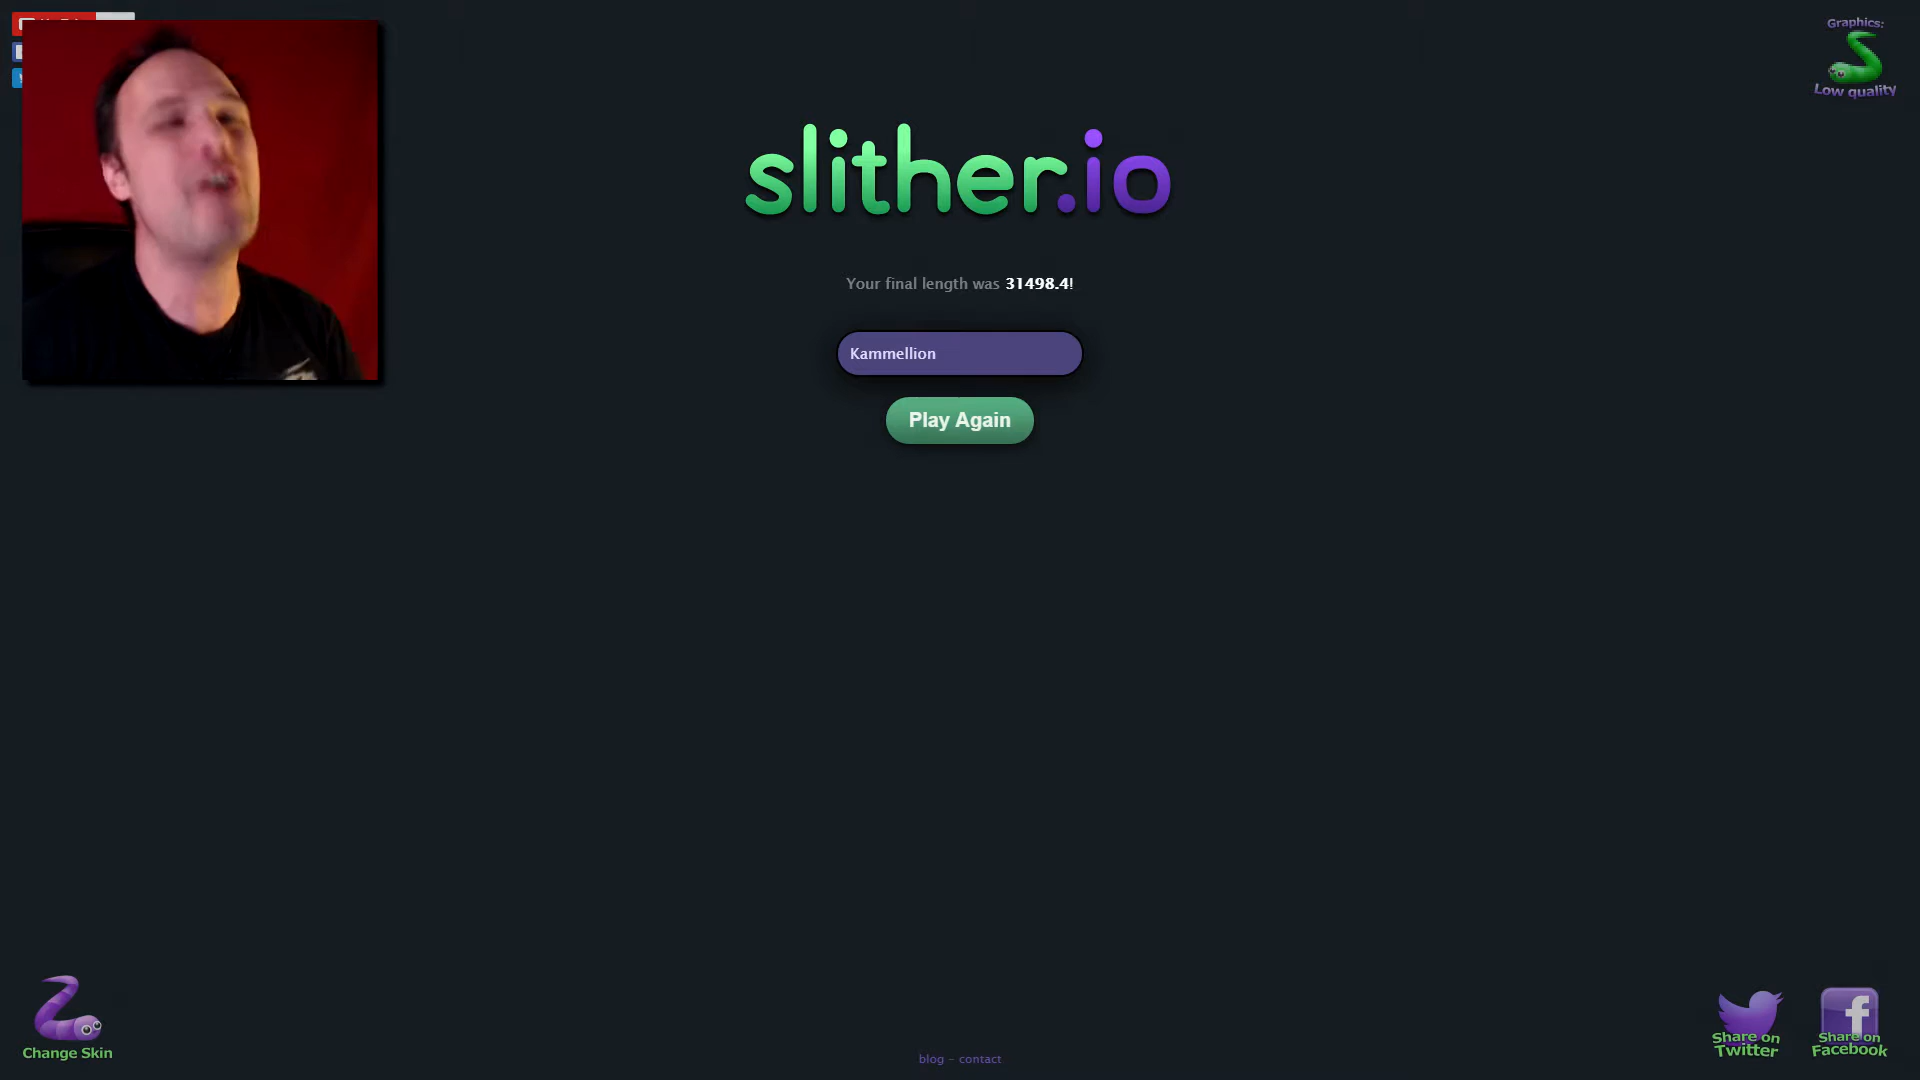 Graphics:
Low quality
slither.io
Your final length was 31498.4!
Kammellion
Play Again
Change Skin
blog - contact
Share on
Twitter
Share on
Facebook